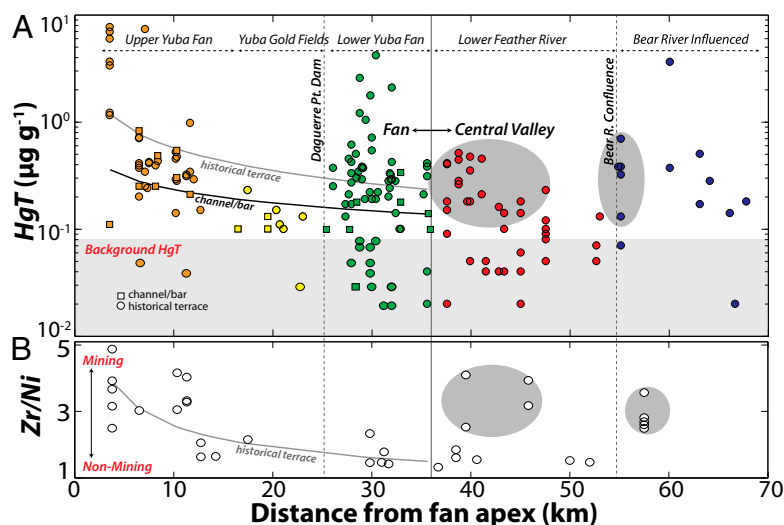 A
Upper Yuba Fan
Yuba Gold Fields
Lower Yuba Fan
Lower Feather River
Bear River Influenced
10¹
10⁰
10⁻¹
10⁻²
HgT (µg g⁻¹)
Daguerre Pt. Dam
Bear R. Confluence
Fan
Central Valley
historical terrace
channel/bar
Background HgT
channel/bar
historical terrace
B
5
3
1
Zr/Ni
Mining
Non-Mining
historical terrace
0 10 20 30 40 50 60 70
Distance from fan apex (km)